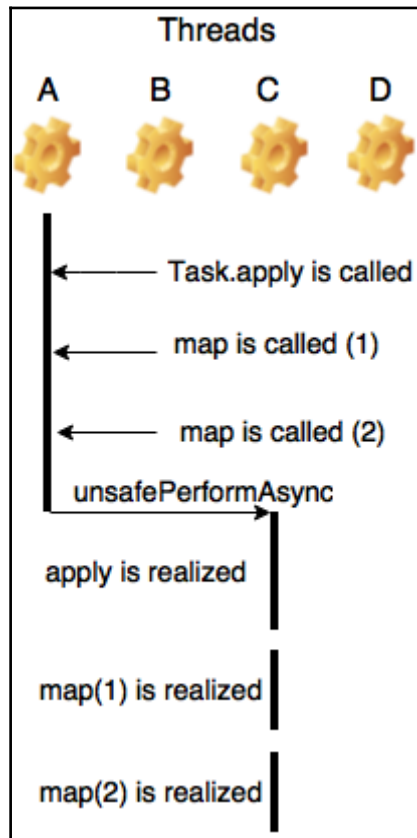 Threads
A B C D
Task.apply is called
map is called (1)
map is called (2)
unsafePerformAsync
apply is realized
map(1) is realized
map(2) is realized